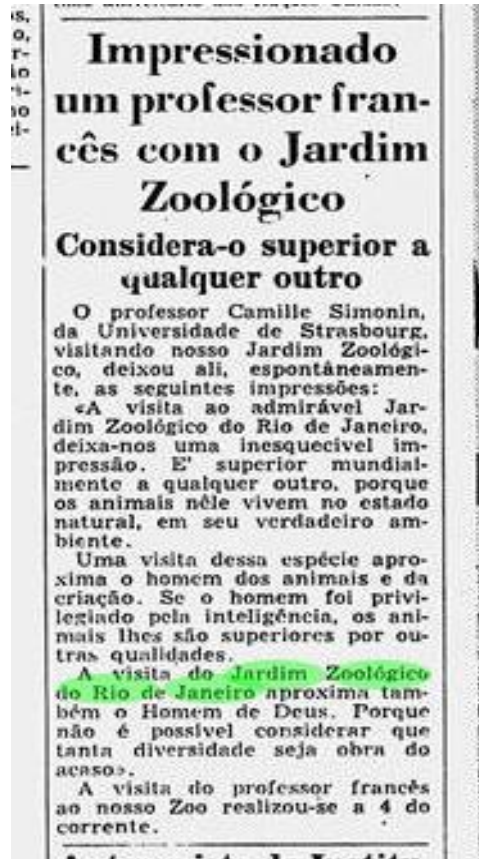 Impressionado
um professor fran-
cês com o Jardim
Zoológico
Considera-o superior a
qualquer outro
O professor Camille Simonin,
da Universidade de Strasbourg,
visitando nosso Jardim Zoológi-
co, deixou ali, espontâneamen-
te, as seguintes impressões:
«A visita ao admirável Jar-
dim Zoológico do Rio de Janeiro,
deixa-nos uma inesquecivel im-
pressão. E' superior mundial-
mente a qualquer outro, porque
os animais nêle vivem no estado
natural, em seu verdadeiro am-
biente.
Uma visita dessa espécie apro-
xima o homem dos animais e da
criação. Se o homem foi privi-
legiado pela inteligência, os ani-
mais lhes são superiores por ou-
tras qualidades.
A visita do Jardim Zoológico
do Rio de Janeiro aproxima tam-
bém o Homem de Deus. Porque
não é possivel considerar que
tanta diversidade seja obra do
acaso».
A visita do professor francês
ao nosso Zoo realizou-se a 4 do
corrente.